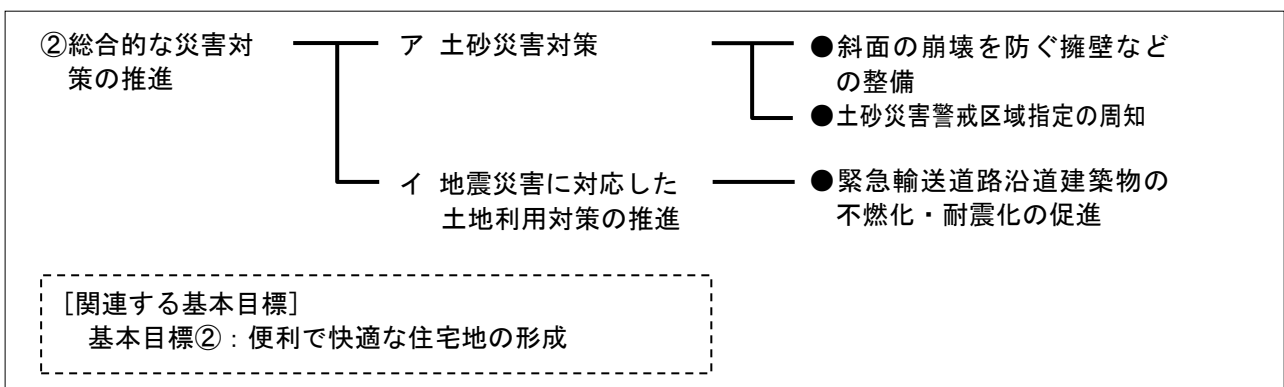 ②総合的な災害対
策の推進
ア 土砂災害対策
●斜面の崩壊を防ぐ擁壁など
の整備
●土砂災害警戒区域指定の周知
イ 地震災害に対応した
土地利用対策の推進
●緊急輸送道路沿道建築物の
不燃化・耐震化の促進
[関連する基本目標]
基本目標②：便利で快適な住宅地の形成